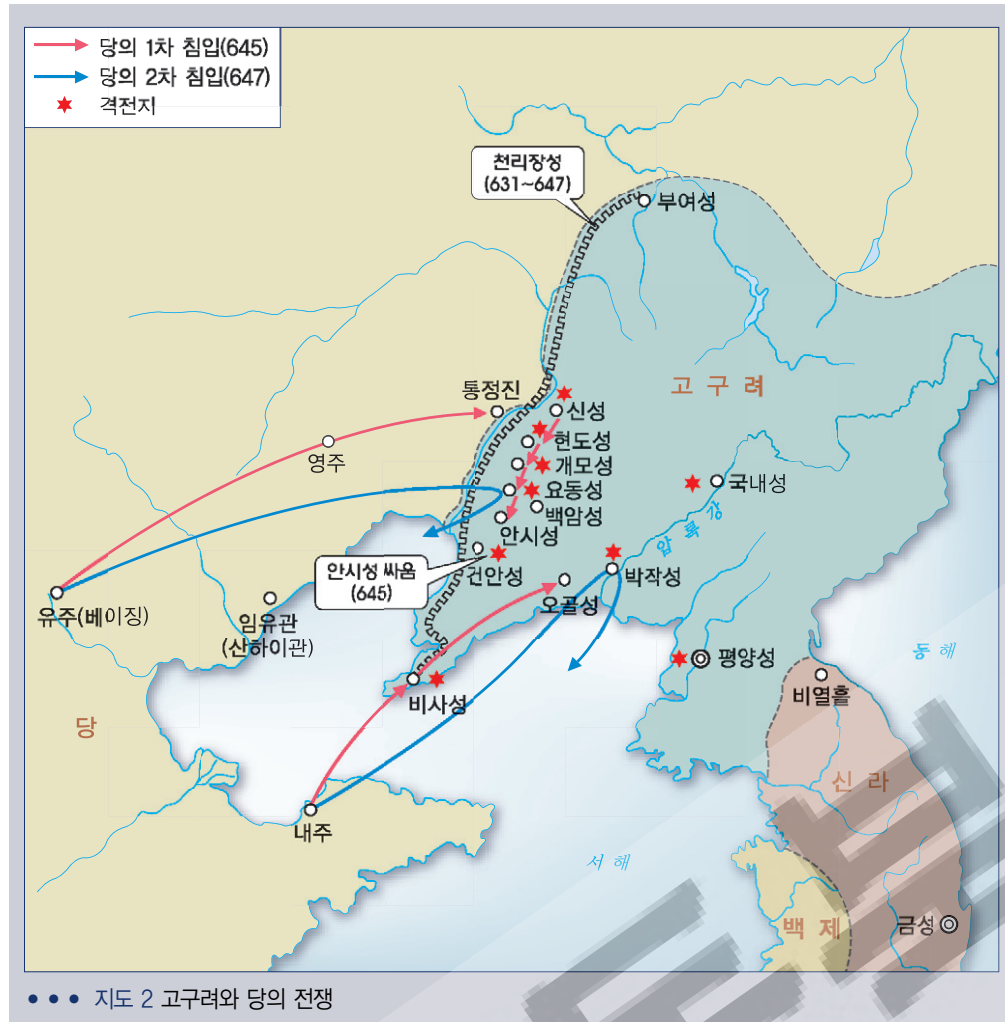 당의 1차 침입(645)
당의 2차 침입(647)
격전지
천리장성
(631~647)
부여성
고구려
통정진
신성
영주
현도성
개모성
요동성
백암성
국내성
안시성
압록강
안시성 싸움
(645)
건안성
박작성
오골성
유주(베이징)
임유관
(산하이관)
평양성
동해
비열홀
비사성
당
신라
내주
서해
백제
금성
••• 지도 2 고구려와 당의 전쟁